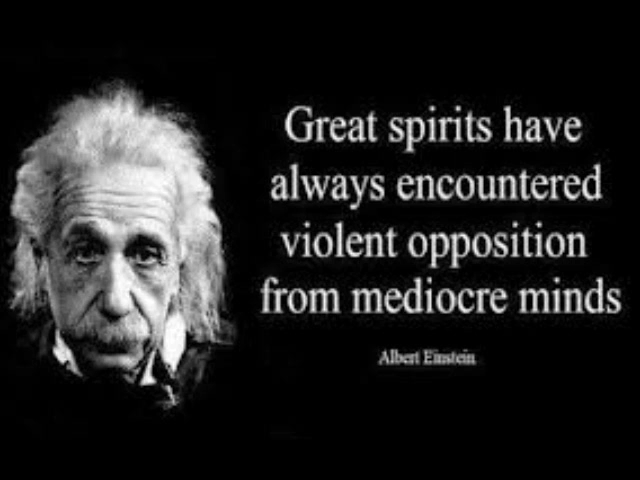 Great spirits have
always encountered
violent opposition
from mediocre minds
Albert Einstein